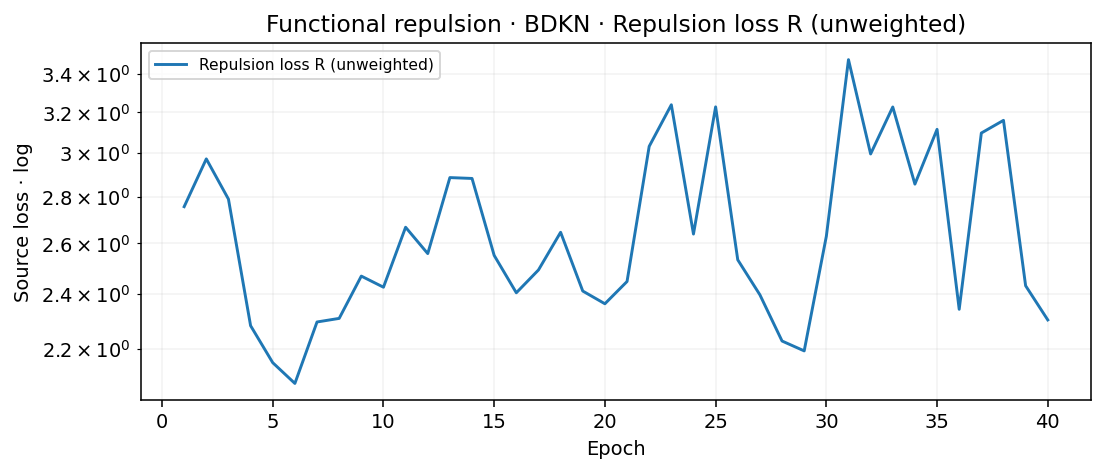 Functional repulsion · BDKN · Repulsion loss R (unweighted)
Repulsion loss R (unweighted)
Source loss · log
3.4 × 10⁰
3.2 × 10⁰
3 × 10⁰
2.8 × 10⁰
2.6 × 10⁰
2.4 × 10⁰
2.2 × 10⁰
0 5 10 15 20 25 30 35 40
Epoch